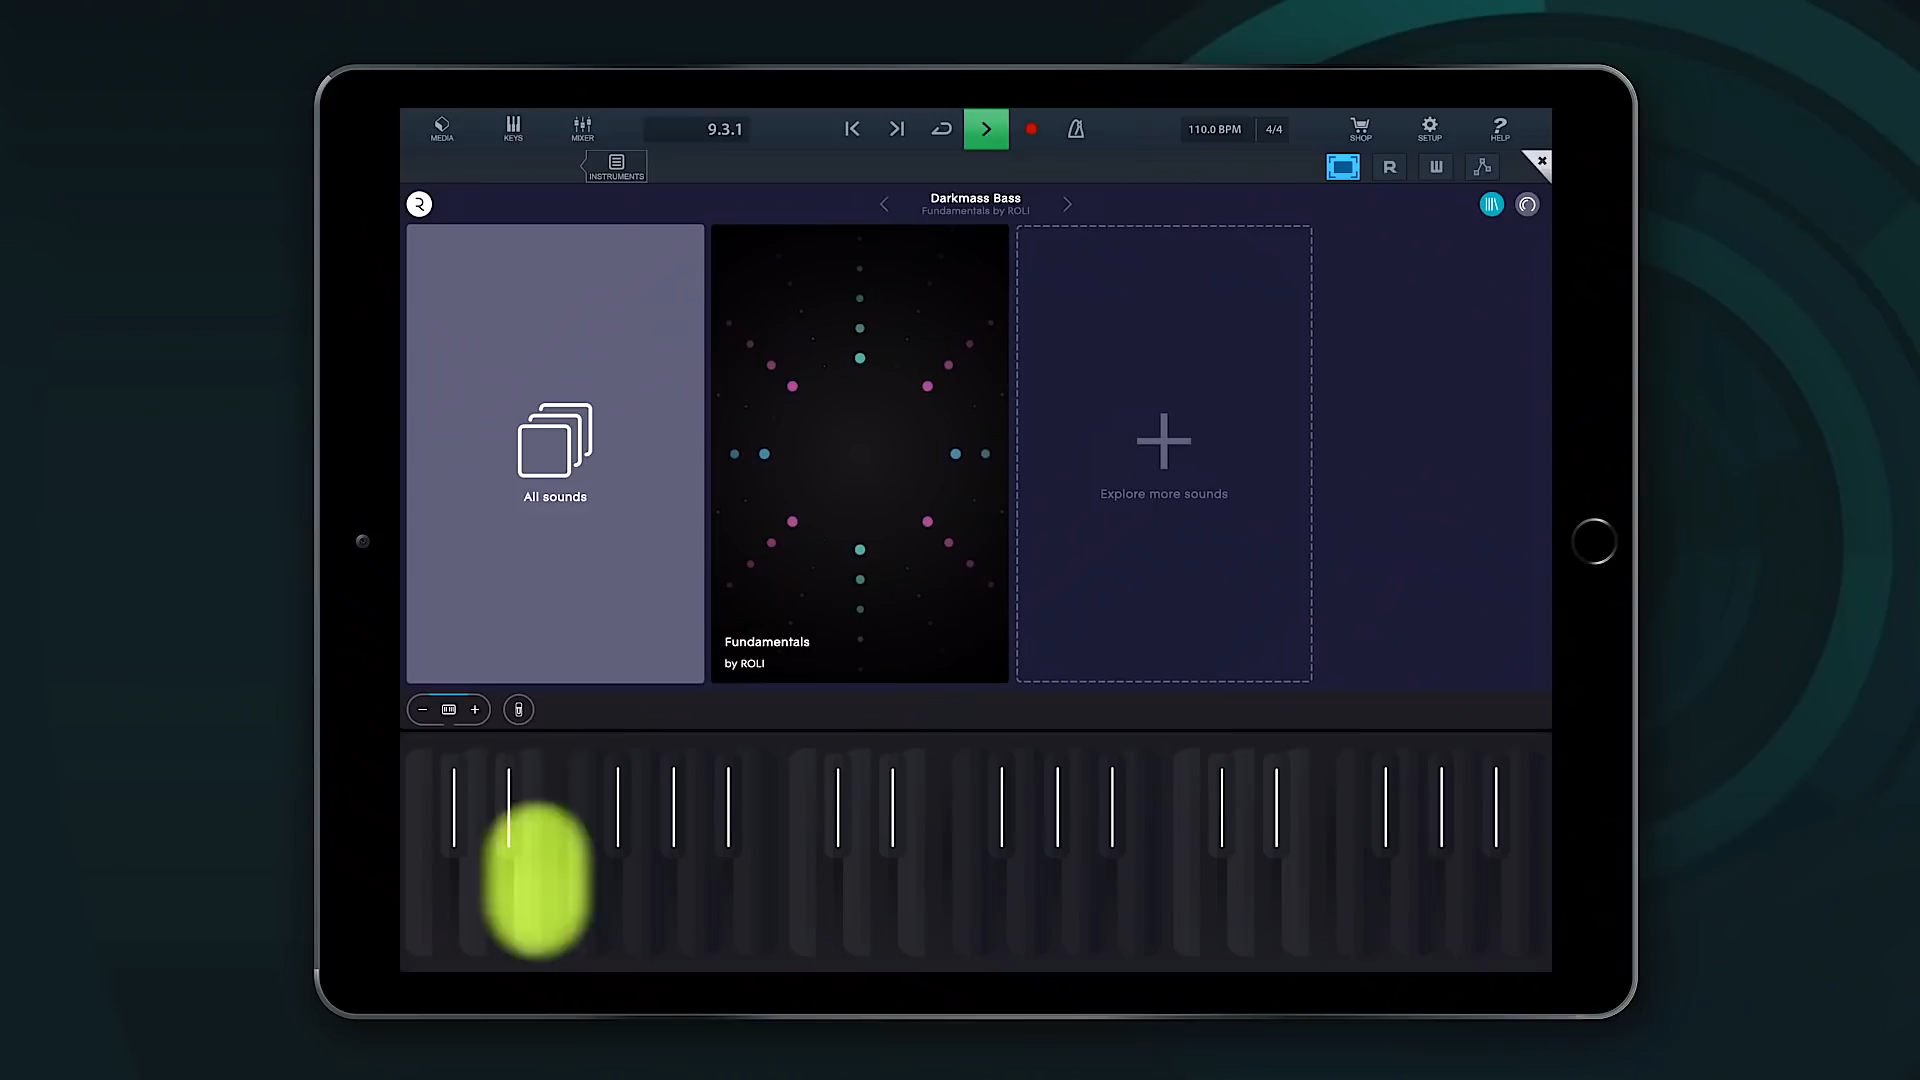 MEDIA
KEYS
MIXER
9.3.1
110.0 BPM
4/4
SHOP
SETUP
?
HELP
INSTRUMENTS
R
W
R
Darkmass Bass
Fundamentals by ROLI
All sounds
Fundamentals
by ROLI
Explore more sounds